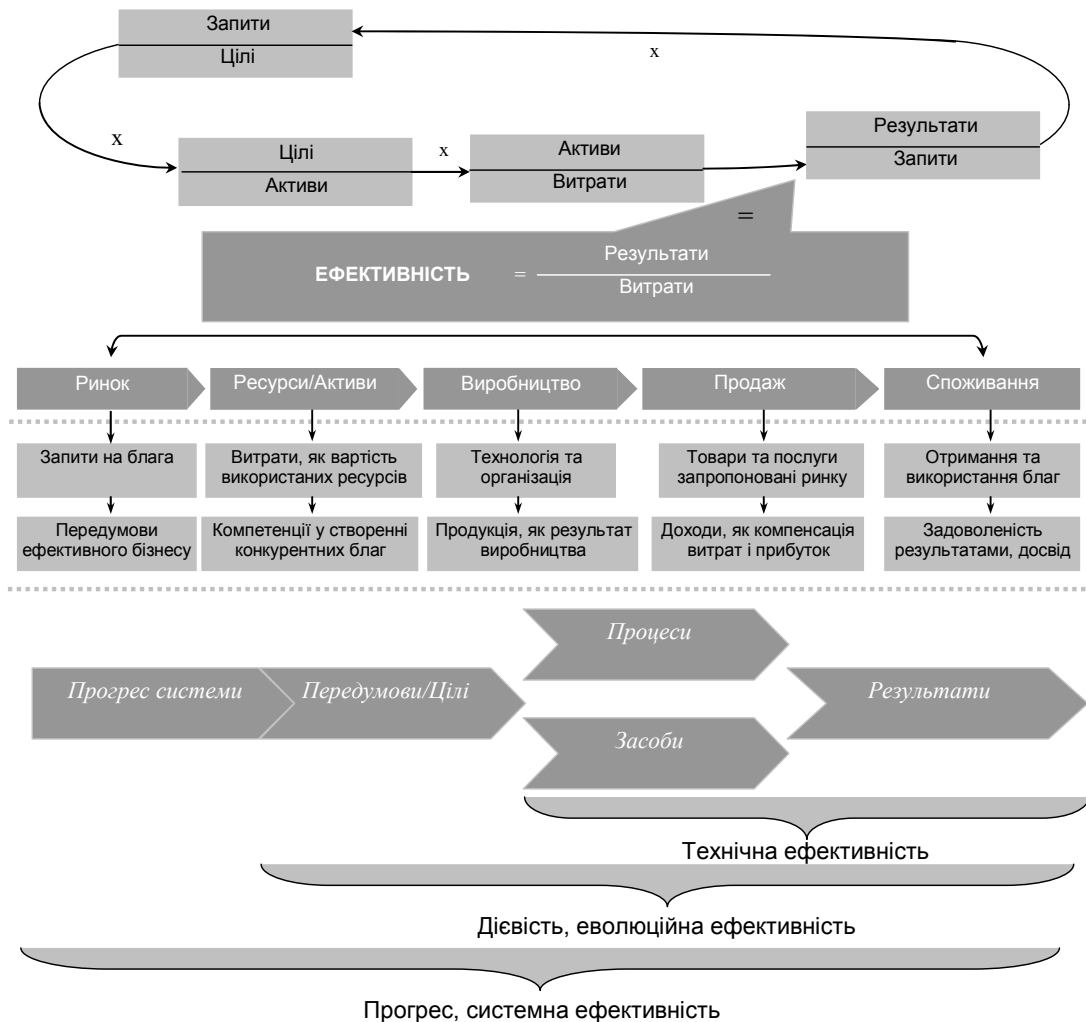 Запити
Цілі
x
x
Цілі
Активи
x
Активи
Витрати
Результати
Запити
=
ЕФЕКТИВНІСТЬ = Результати
Витрати
Ринок
Ресурси/Активи
Виробництво
Продаж
Споживання
Запити на блага
Витрати, як вартість
використаних ресурсів
Технологія та
організація
Товари та послуги
запропоновані ринку
Отримання та
використання благ
Передумови
ефективного бізнесу
Компетенції у створенні
конкурентних благ
Продукція, як результат
виробництва
Доходи, як компенсація
витрат і прибуток
Задоволеність
результатами, досвід
Процеси
Прогрес системи
Передумови/Цілі
Результати
Засоби
Технічна ефективність
Дієвість, еволюційна ефективність
Прогрес, системна ефективність